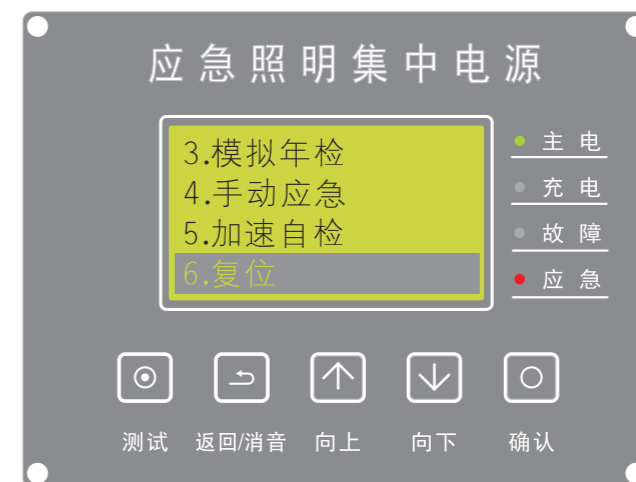 应急照明集中电源
3.模拟年检
4.手动应急
5.加速自检
6.复位
主电
充电
故障
应急
测试 返回/消音 向上 向下 确认